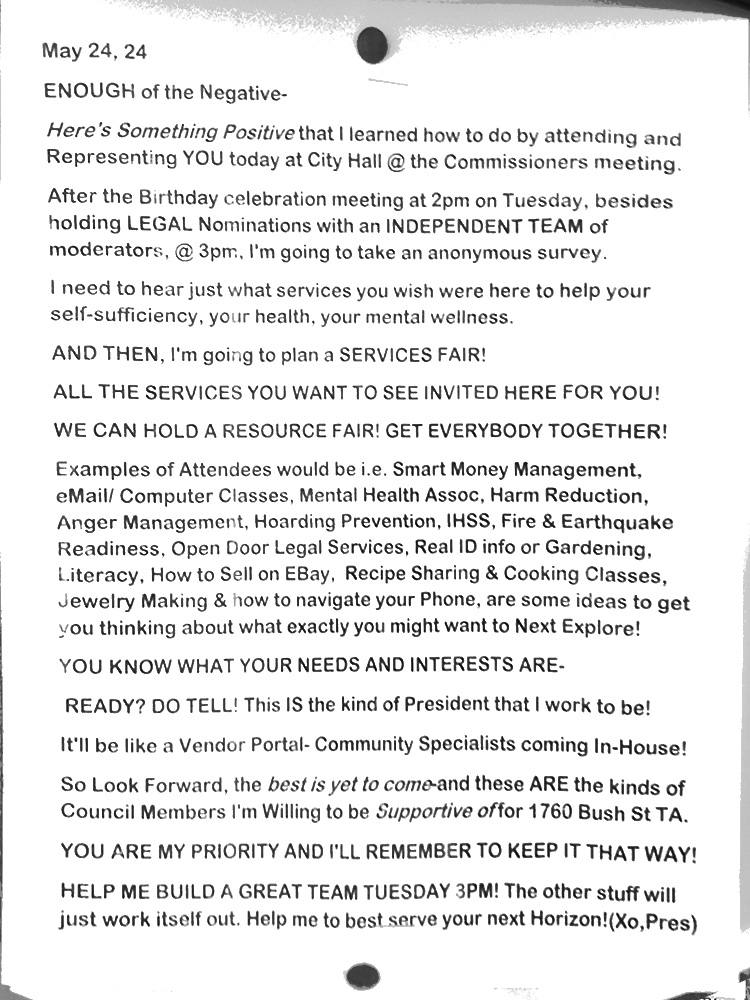 May 24, 24
ENOUGH of the Negative-
Here's Something Positive that I learned how to do by attending and
Representing YOU today at City Hall @ the Commissioners meeting.
After the Birthday celebration meeting at 2pm on Tuesday, besides
holding LEGAL Nominations with an INDEPENDENT TEAM of
moderators, @ 3pm, I'm going to take an anonymous survey.
I need to hear just what services you wish were here to help your
self-sufficiency, your health, your mental wellness.
AND THEN, I'm going to plan a SERVICES FAIR!
ALL THE SERVICES YOU WANT TO SEE INVITED HERE FOR YOU!
WE CAN HOLD A RESOURCE FAIR! GET EVERYBODY TOGETHER!
Examples of Attendees would be i.e. Smart Money Management,
eMail/ Computer Classes, Mental Health Assoc, Harm Reduction,
Anger Management, Hoarding Prevention, IHSS, Fire & Earthquake
Readiness, Open Door Legal Services, Real ID info or Gardening,
Literacy, How to Sell on EBay, Recipe Sharing & Cooking Classes,
Jewelry Making & how to navigate your Phone, are some ideas to get
you thinking about what exactly you might want to Next Explore!
YOU KNOW WHAT YOUR NEEDS AND INTERESTS ARE-
READY? DO TELL! This IS the kind of President that I work to be!
It'll be like a Vendor Portal- Community Specialists coming In-House!
So Look Forward, the best is yet to come-and these ARE the kinds of
Council Members I'm Willing to be Supportive of for 1760 Bush St TA.
YOU ARE MY PRIORITY AND I'LL REMEMBER TO KEEP IT THAT WAY!
HELP ME BUILD A GREAT TEAM TUESDAY 3PM! The other stuff will
just work itself out. Help me to best serve your next Horizon!(Xo,Pres)